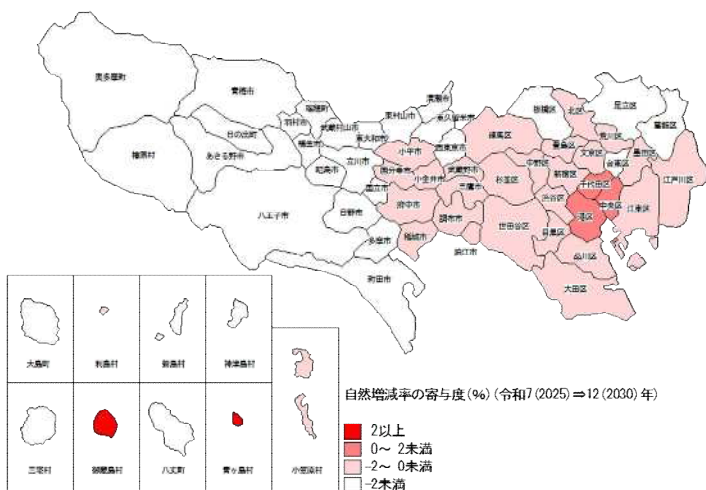 奥多摩町
青梅市
瑞穂町
清瀬市
東村山市
東久留米市
板橋区
北区
足立区
葛飾区
羽村市
武蔵村山市
東大和市
練馬区
荒川区
檜原村
日の出町
福生市
小平市
西東京市
豊島区
文京区
台東区
墨田区
あきる野市
昭島市
立川市
国分寺市
小金井市
武蔵野市
中野区
新宿区
千代田区
江戸川区
国立市
三鷹市
杉並区
渋谷区
中央区
江東区
八王子市
日野市
府中市
調布市
世田谷区
港区
目黒区
多摩市
稲城市
狛江市
品川区
町田市
大田区
大島町
利島村
新島村
神津島村
三宅村
御蔵島村
八丈町
青ヶ島村
小笠原村
自然増減率の寄与度(%)(令和7(2025)⇒12(2030)年)
2以上
0～ 2未満
-2～ 0未満
-2未満